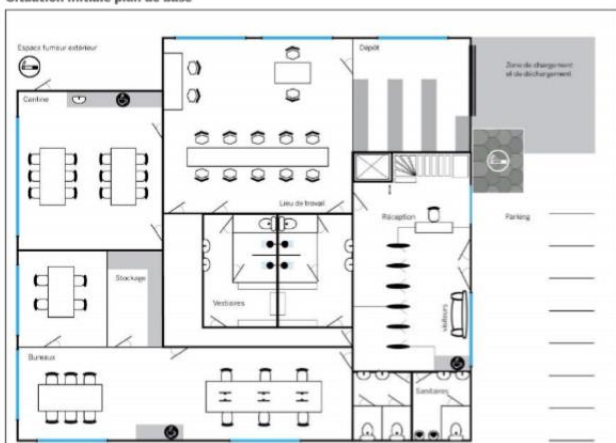 Situation initiale plan de base
Espace fumeur extérieur
Dépôt
Zone de chargement
et de déchargement
Cantine
Lieu de travail
Réception
Parking
Stockage
Vestiaires
visiteurs
Bureaux
Sanitaires